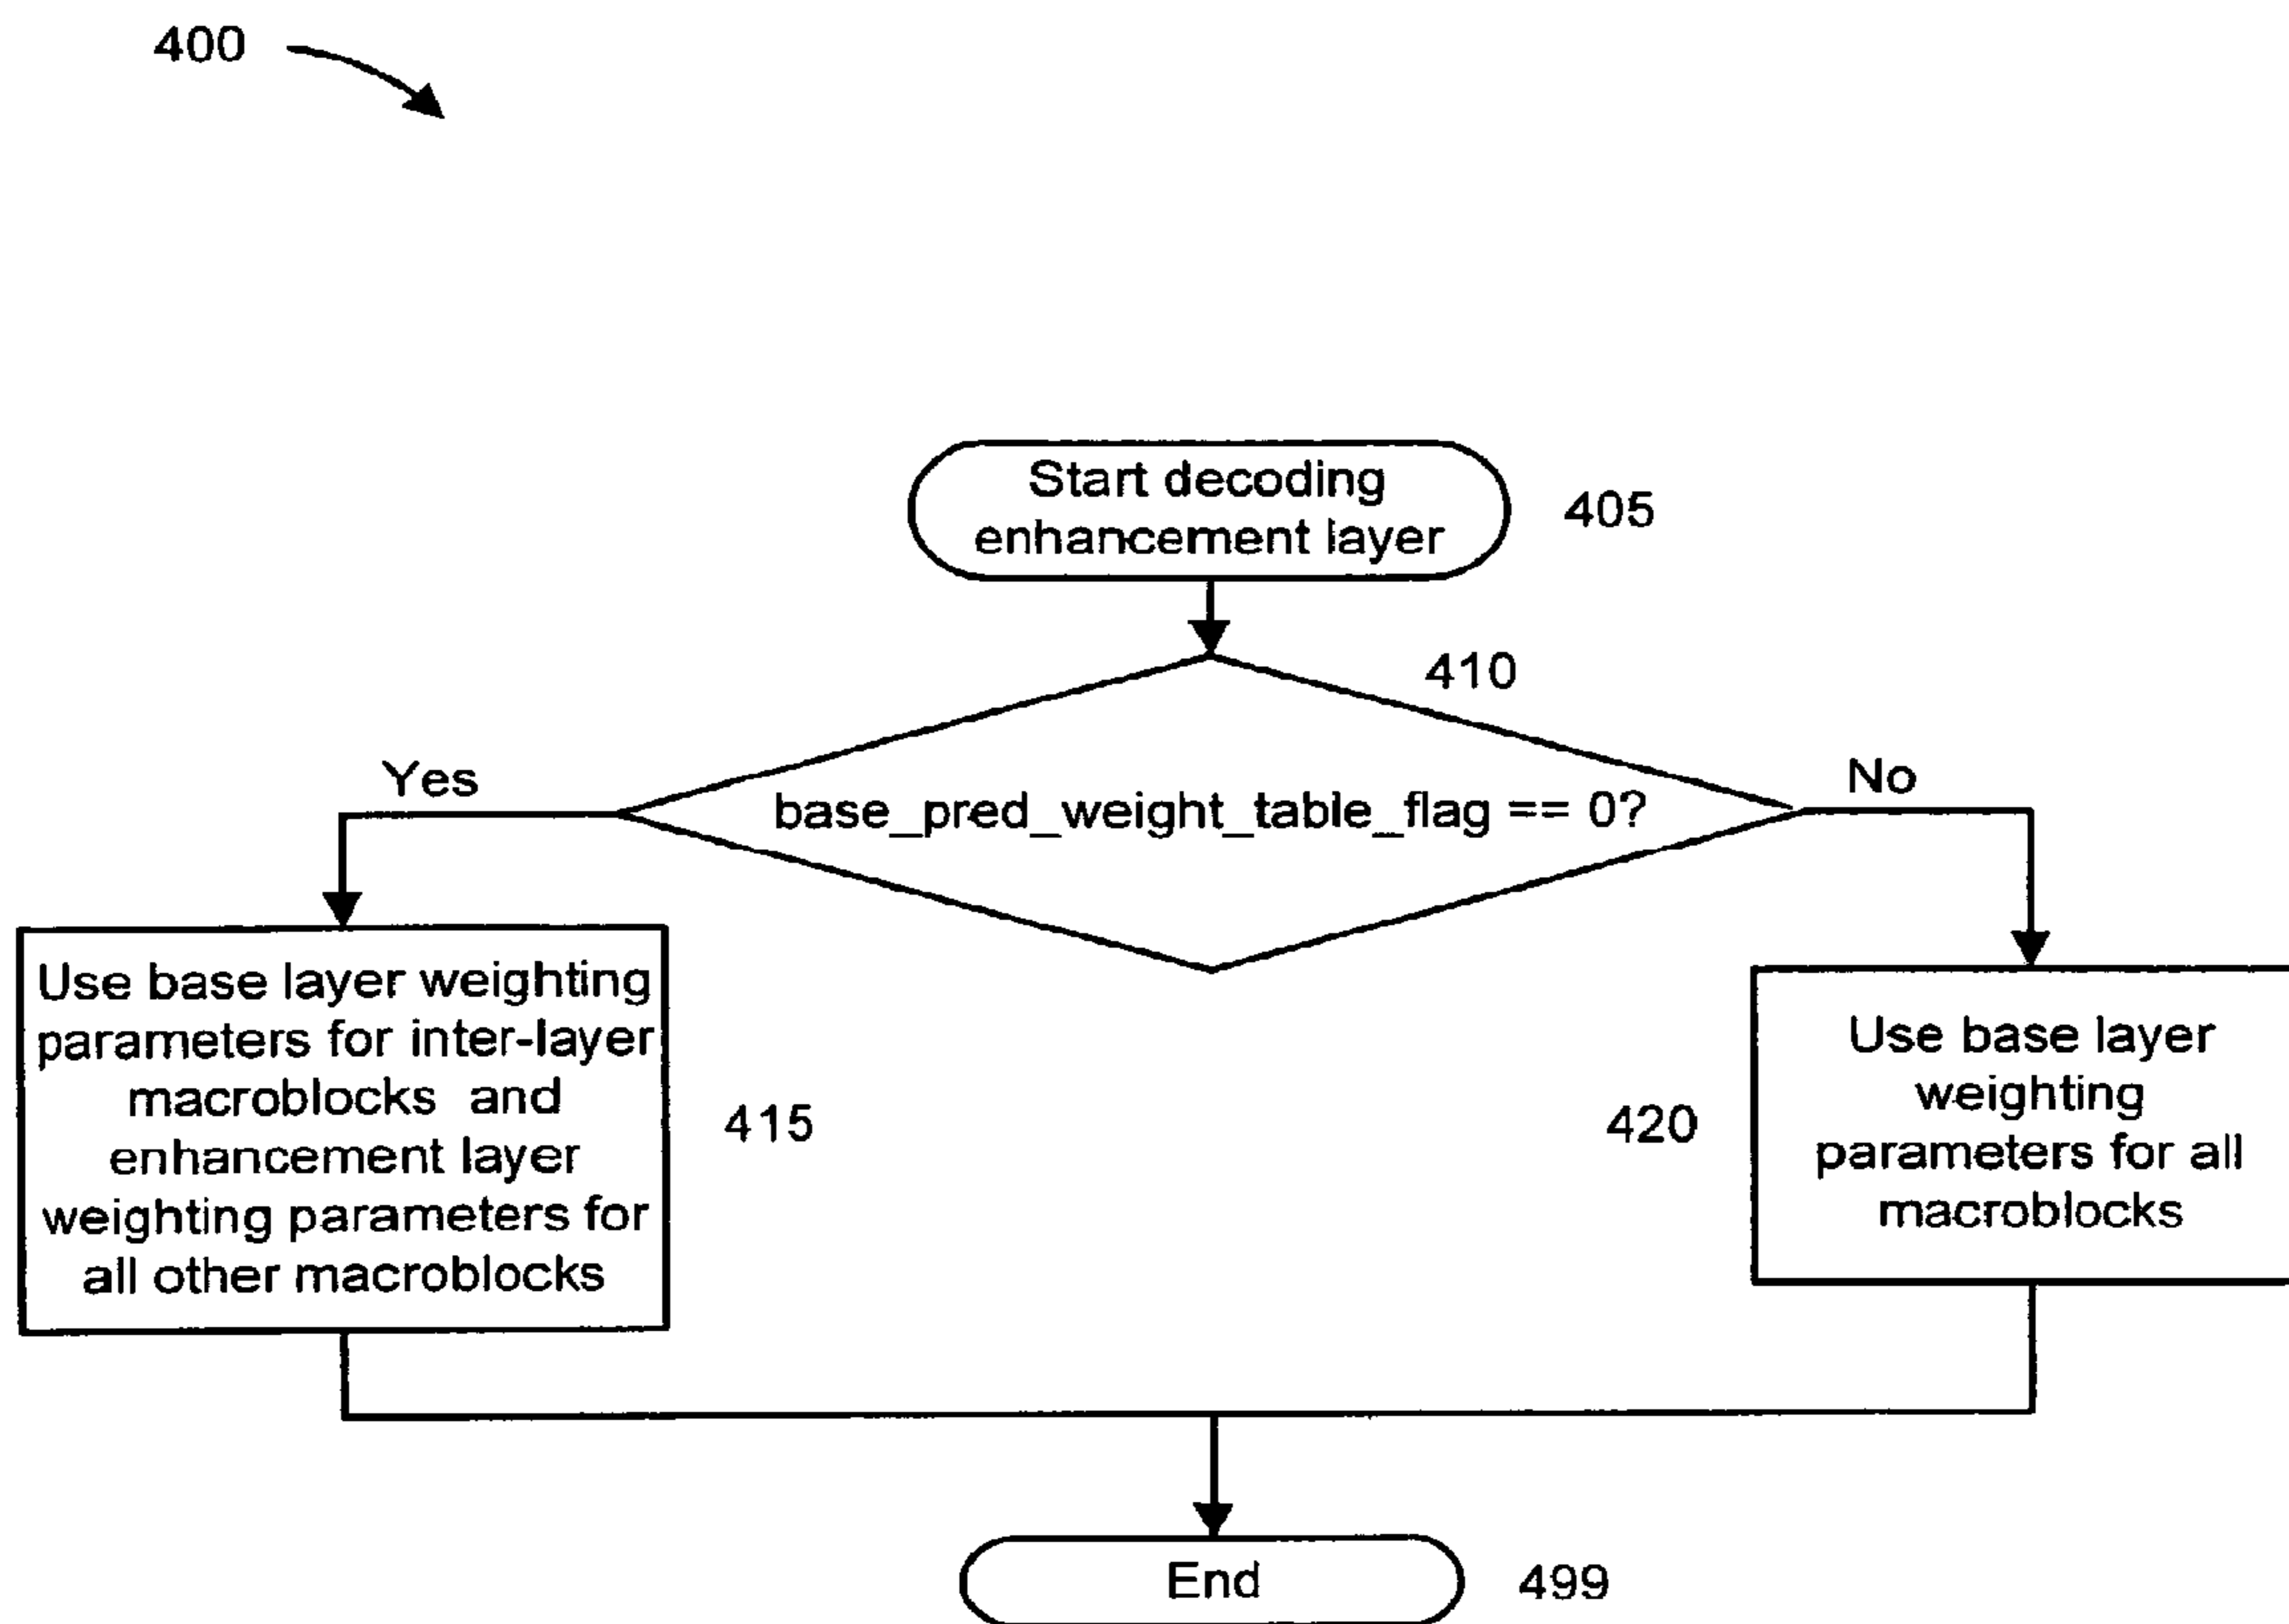 400
Start decoding
enhancement layer
405
410
Yes
base_pred_weight_table_flag == 0?
No
Use base layer weighting
parameters for inter-layer
macroblocks and
enhancement layer
weighting parameters for
all other macroblocks
415
420
Use base layer
weighting
parameters for all
macroblocks
End
499